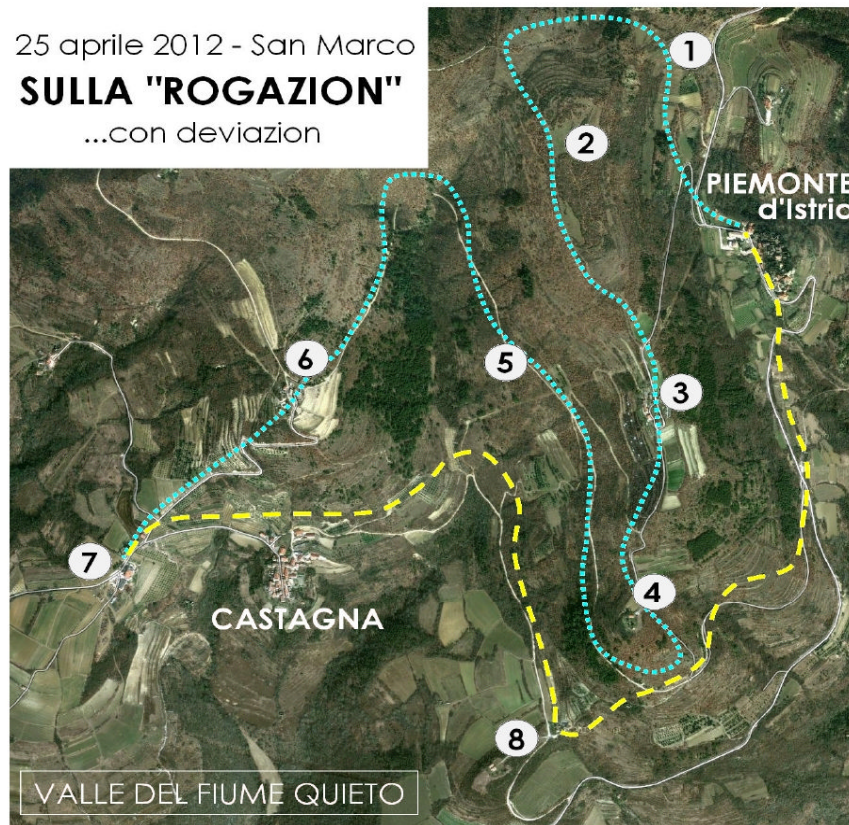 25 aprile 2012 - San Marco
SULLA "ROGAZION"
...con deviazion
1
2
PIEMONTE
d'Istria
6
5
3
7
4
CASTAGNA
8
VALLE DEL FIUME QUIETO